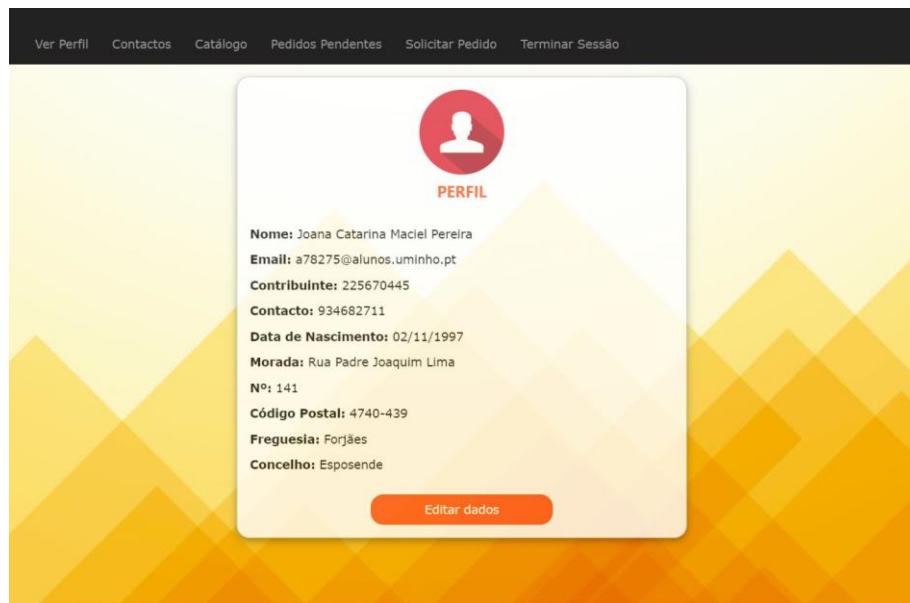 Ver Perfil Contactos Catálogo Pedidos Pendentes Solicitar Pedido Terminar Sessão
PERFIL
Nome: Joana Catarina Maciel Pereira
Email: a78275@alunos.uminho.pt
Contribuinte: 225670445
Contacto: 934682711
Data de Nascimento: 02/11/1997
Morada: Rua Padre Joaquim Lima
Nº: 141
Código Postal: 4740-439
Freguesia: Forjães
Concelho: Esposende
Editar dados